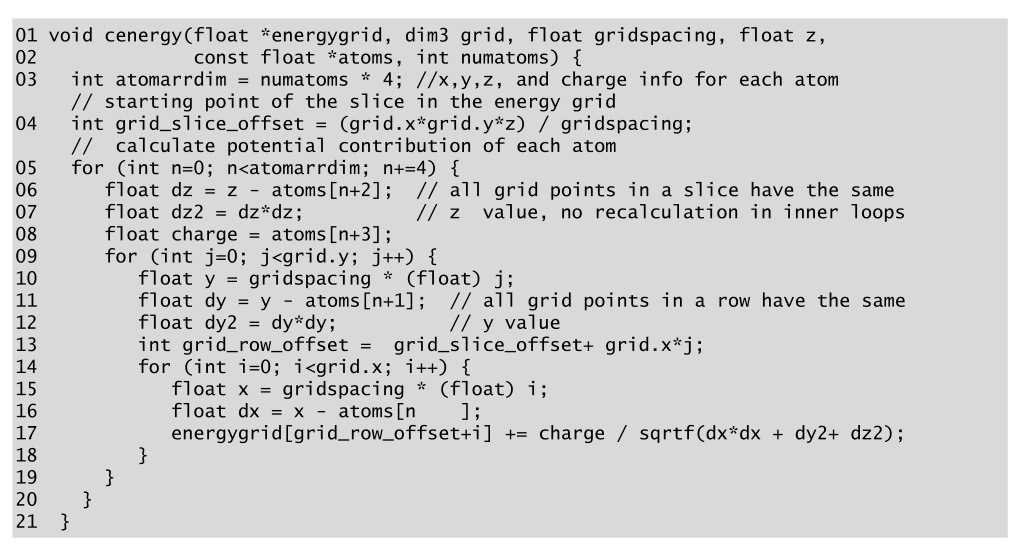 01 void cenergy(float *energygrid, dim3 grid, float gridspacing, float z,
02              const float *atoms, int numatoms) {
03   int atomarrdim = numatoms * 4; //x,y,z, and charge info for each atom
     // starting point of the slice in the energy grid
04   int grid_slice_offset = (grid.x*grid.y*z) / gridspacing;
     //  calculate potential contribution of each atom
05   for (int n=0; n<atomarrdim; n+=4) {
06      float dz = z - atoms[n+2];  // all grid points in a slice have the same
07      float dz2 = dz*dz;          // z  value, no recalculation in inner loops
08      float charge = atoms[n+3];
09      for (int j=0; j<grid.y; j++) {
10         float y = gridspacing * (float) j;
11         float dy = y - atoms[n+1];  // all grid points in a row have the same
12         float dy2 = dy*dy;          // y value
13         int grid_row_offset =  grid_slice_offset+ grid.x*j;
14         for (int i=0; i<grid.x; i++) {
15            float x = gridspacing * (float) i;
16            float dx = x - atoms[n    ];
17            energygrid[grid_row_offset+i] += charge / sqrtf(dx*dx + dy2+ dz2);
18         }
19      }
20    }
21  }